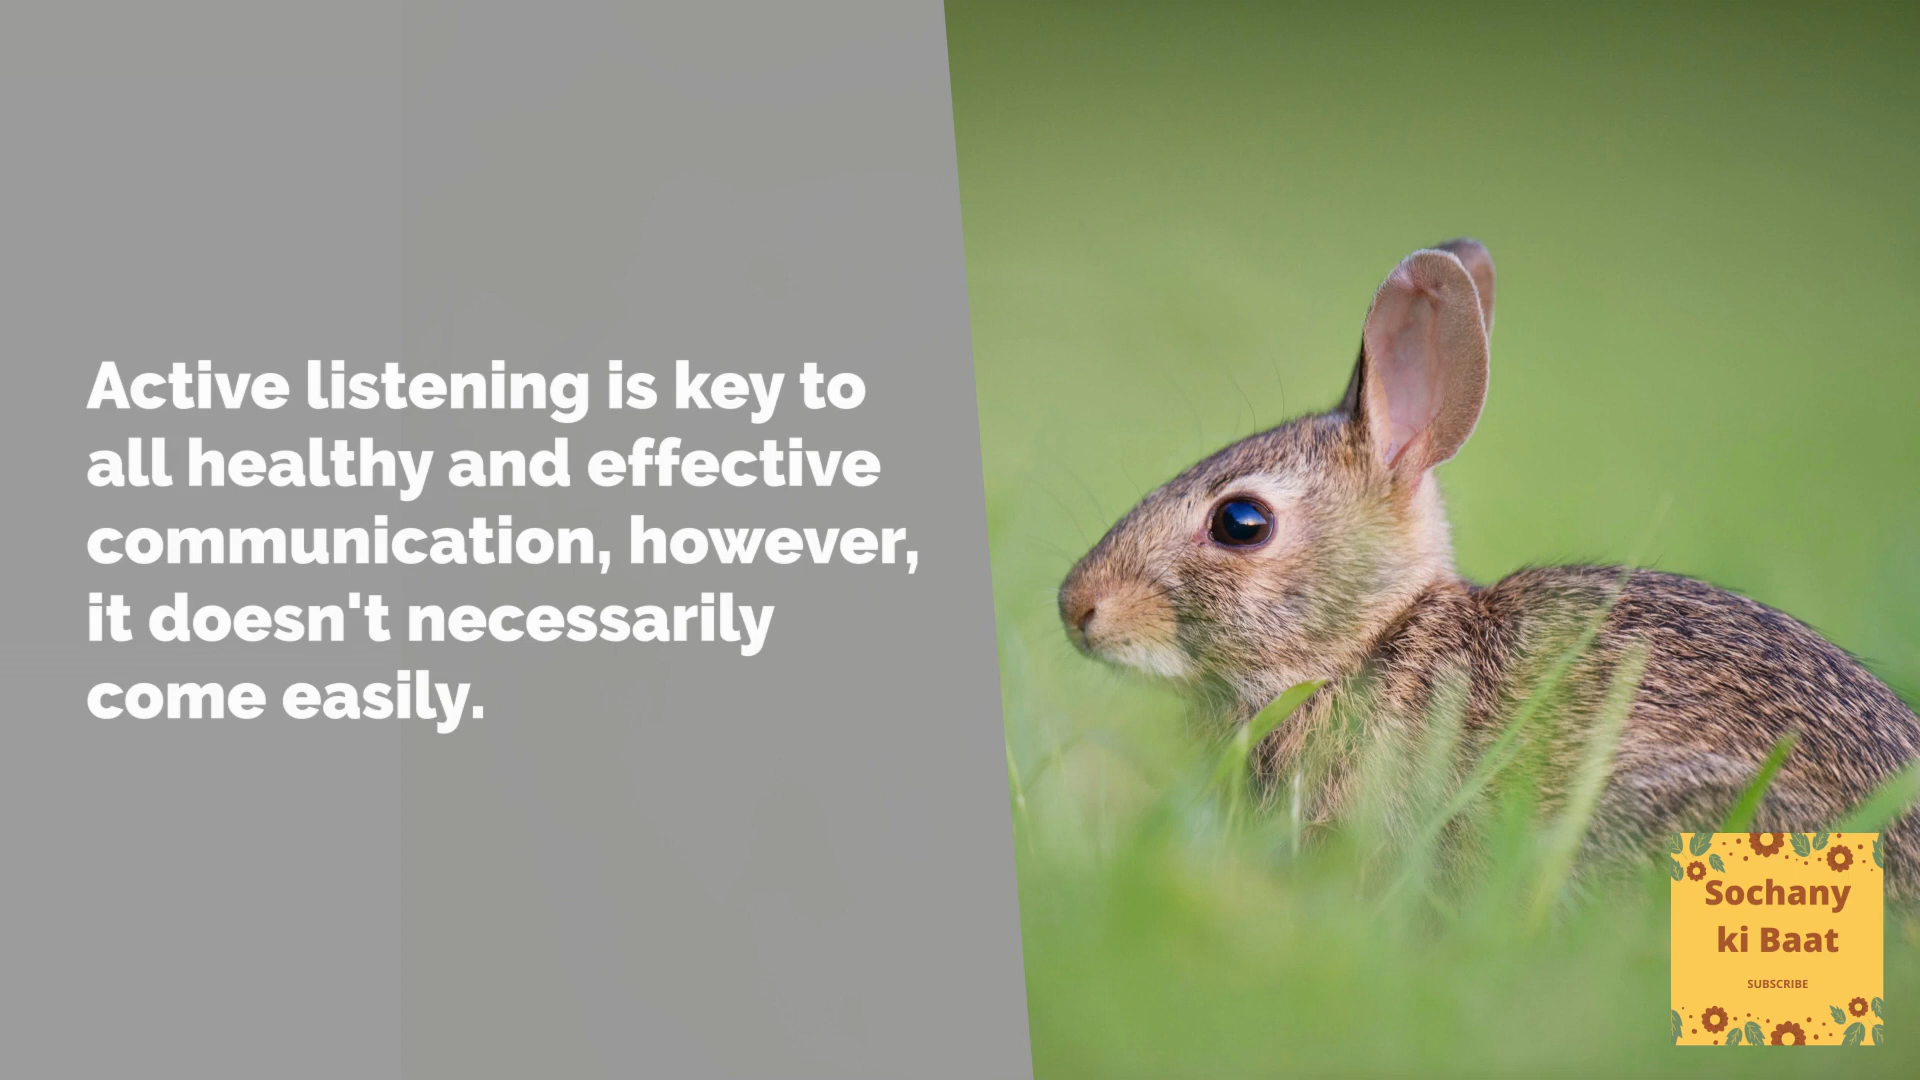 Active listening is key to
all healthy and effective
communication, however,
it doesn't necessarily
come easily.
Sochany
ki Baat
SUBSCRIBE